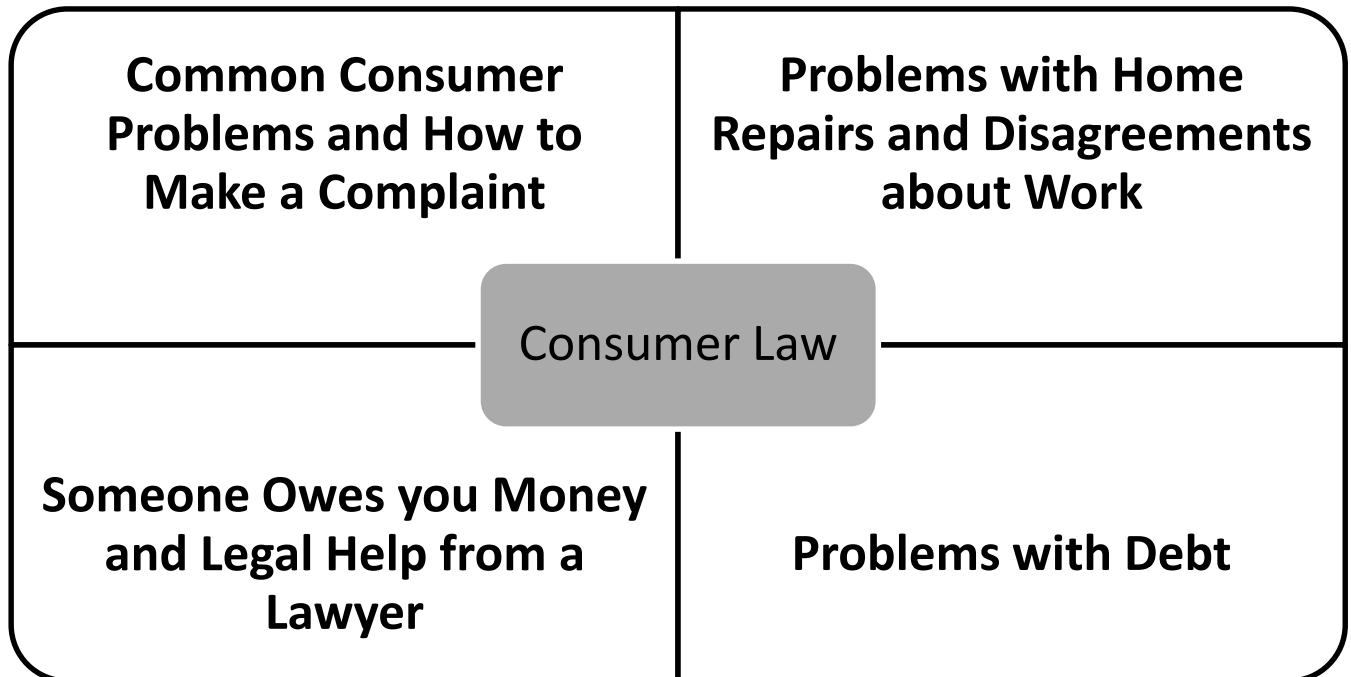 Common Consumer
Problems and How to
Make a Complaint
Problems with Home
Repairs and Disagreements
about Work
Consumer Law
Someone Owes you Money
and Legal Help from a
Lawyer
Problems with Debt